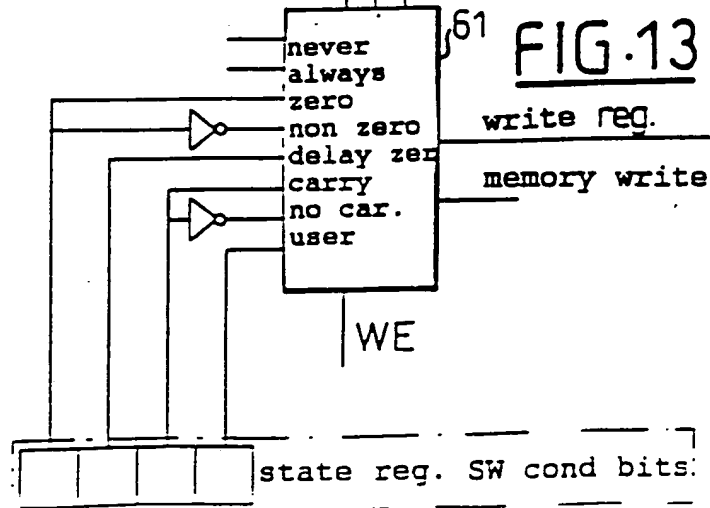 61
FIG.13
never
always
zero
non zero
delay zer
carry
no car.
user
write reg.
memory write
WE
state reg. SW cond bits